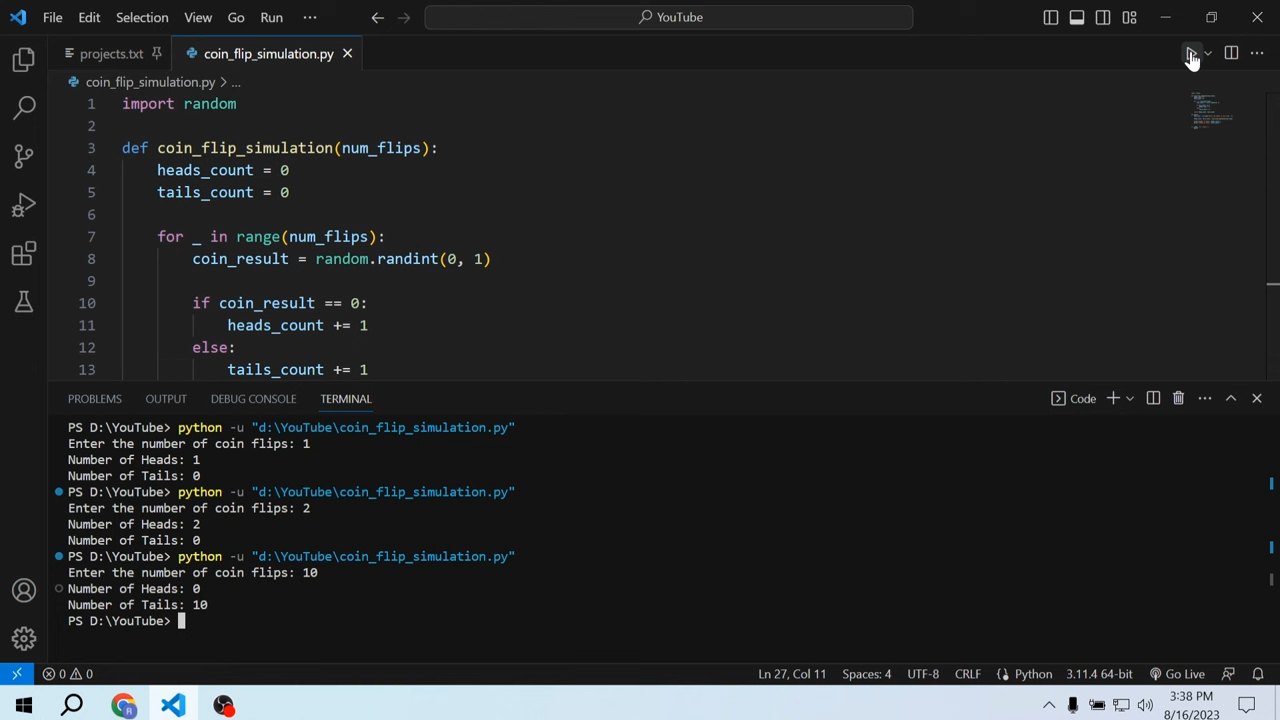 File Edit Selection View Go Run ··· YouTube
projects.txt coin_flip_simulation.py
coin_flip_simulation.py > ...
1 import random
2
3 def coin_flip_simulation(num_flips):
4 heads_count = 0
5 tails_count = 0
6
7 for _ in range(num_flips):
8 coin_result = random.randint(0, 1)
9
10 if coin_result == 0:
11 heads_count += 1
12 else:
13 tails_count += 1
PROBLEMS OUTPUT DEBUG CONSOLE TERMINAL Code
PS D:\YouTube> python -u "d:\YouTube\coin_flip_simulation.py"
Enter the number of coin flips: 1
Number of Heads: 1
Number of Tails: 0
PS D:\YouTube> python -u "d:\YouTube\coin_flip_simulation.py"
Enter the number of coin flips: 2
Number of Heads: 2
Number of Tails: 0
PS D:\YouTube> python -u "d:\YouTube\coin_flip_simulation.py"
Enter the number of coin flips: 10
Number of Heads: 0
Number of Tails: 10
PS D:\YouTube>
0 0 Ln 27, Col 11 Spaces: 4 UTF-8 CRLF Python 3.11.4 64-bit Go Live
3:38 PM
8/16/2023